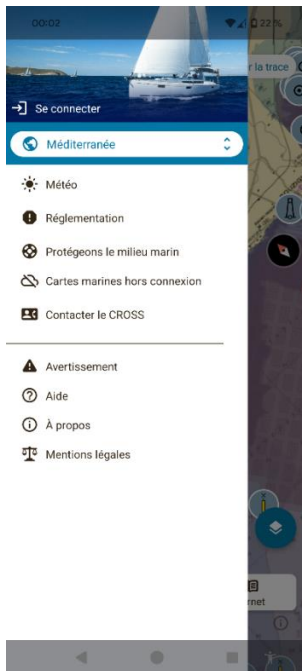 00:02
22 %
r la trace
Se connecter
Méditerranée
Météo
Réglementation
Protégeons le milieu marin
Cartes marines hors connexion
Contacter le CROSS
Avertissement
Aide
À propos
Mentions légales
rnet